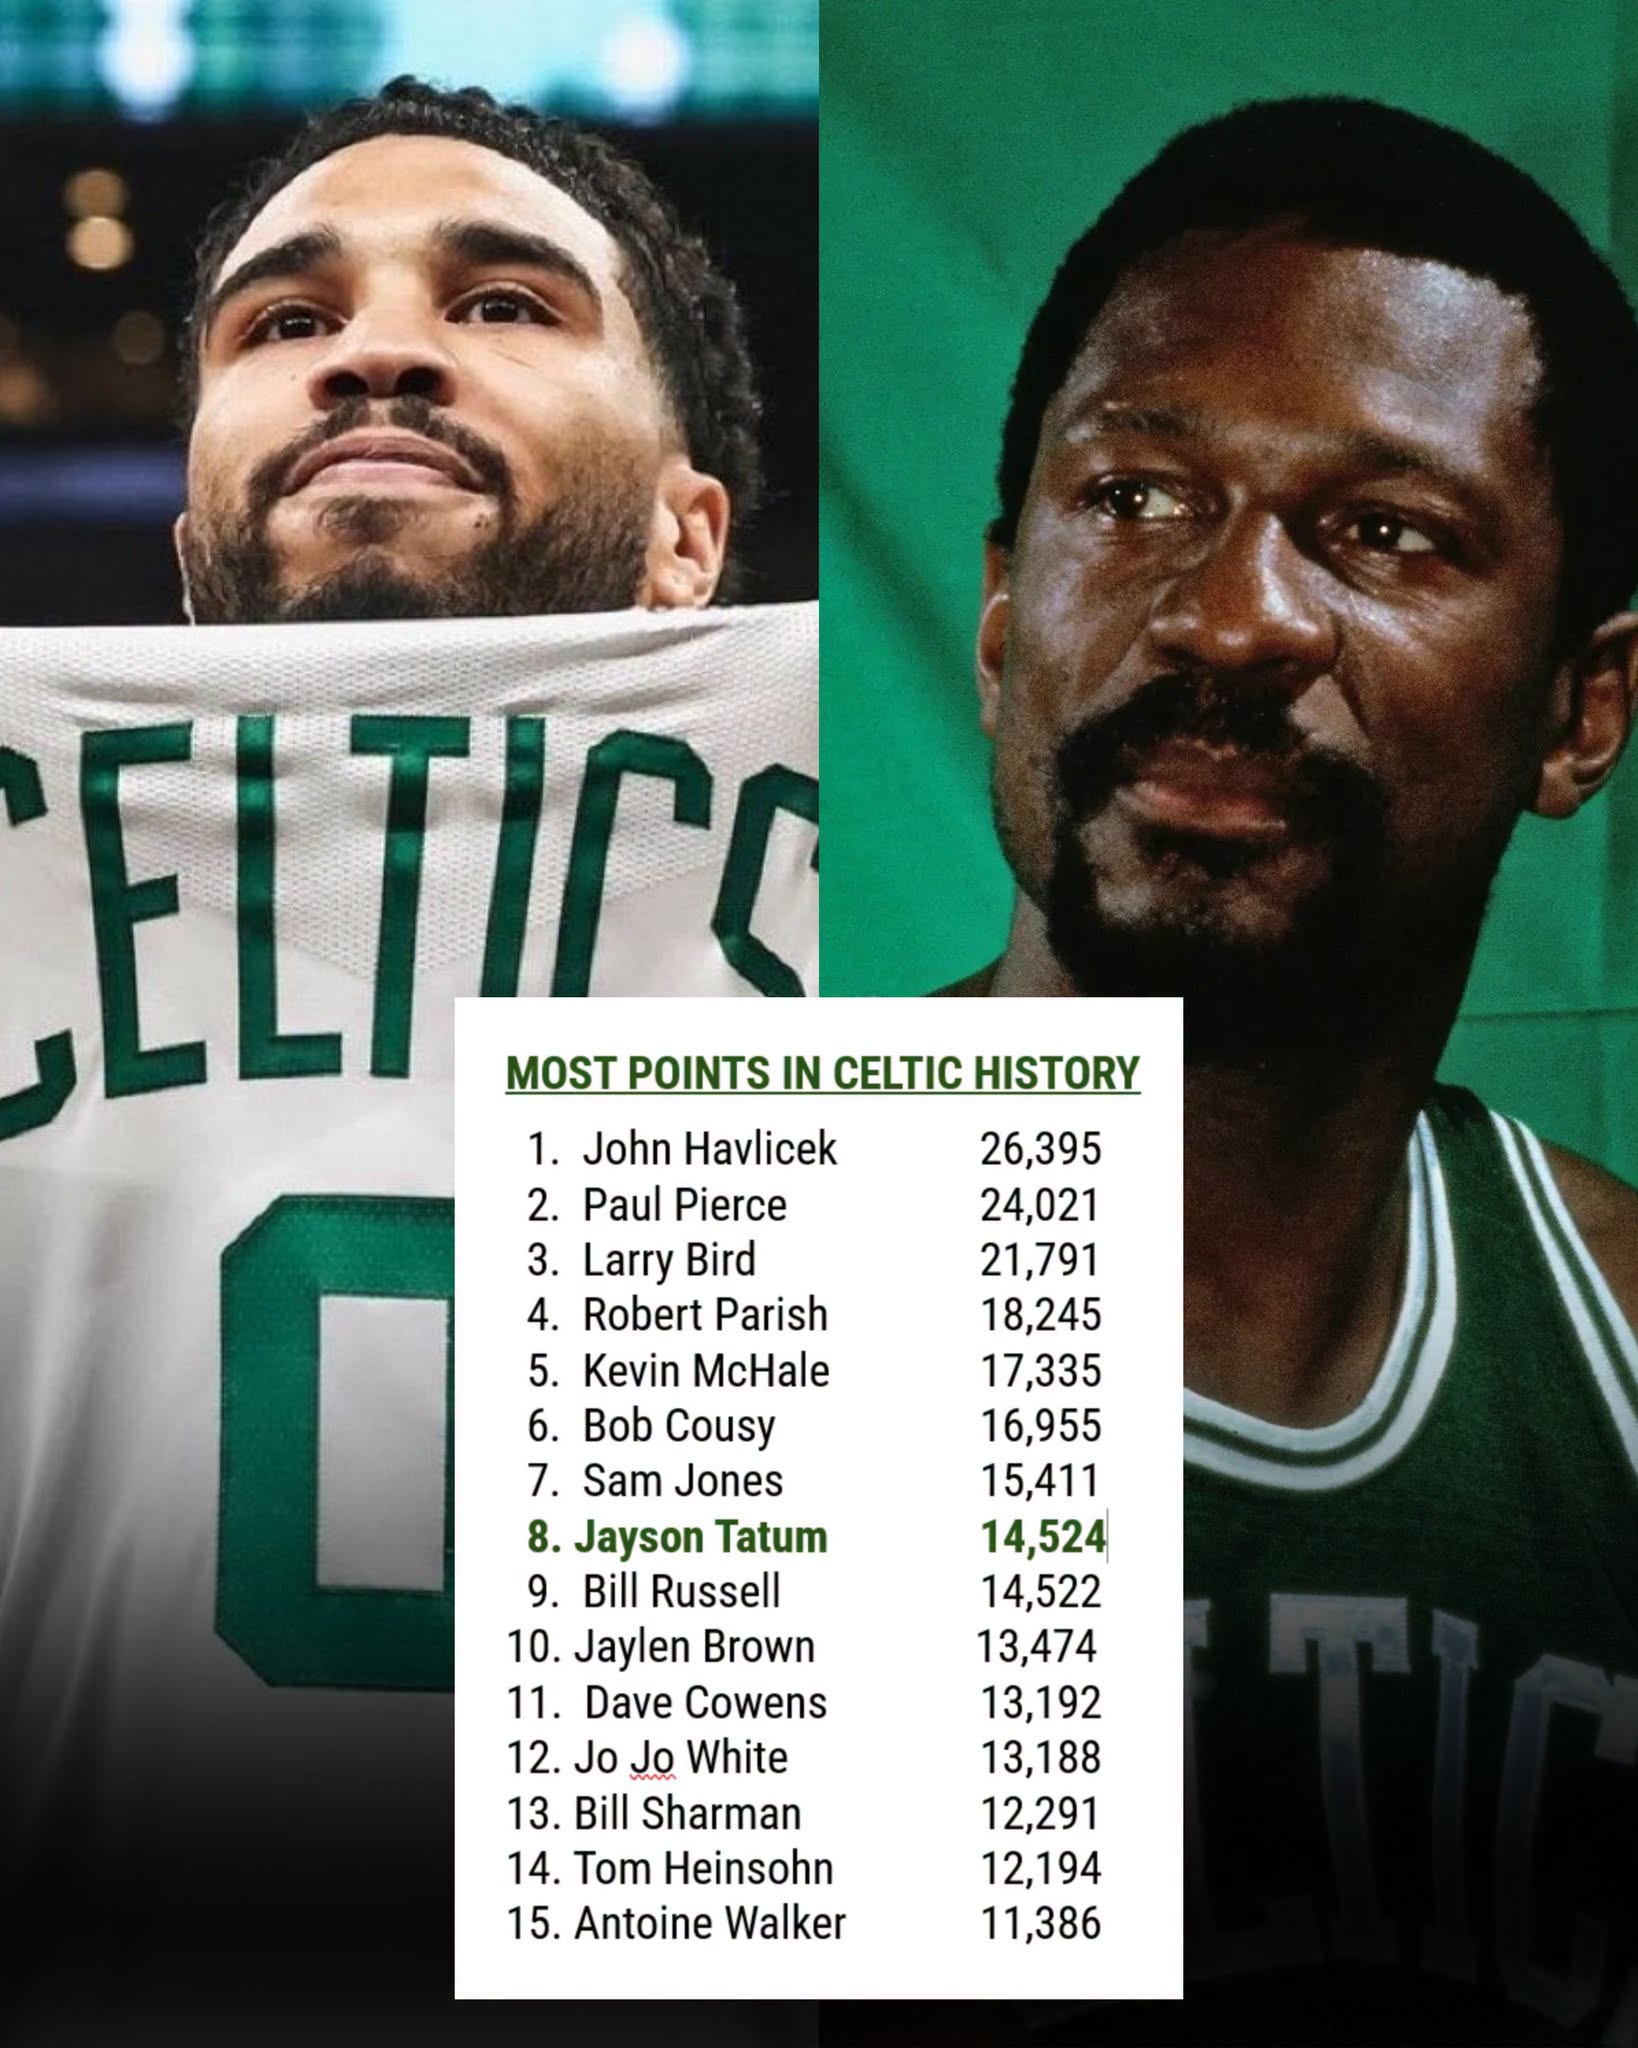 CELTICS
0
MOST POINTS IN CELTIC HISTORY
1. John Havlicek 26,395
2. Paul Pierce 24,021
3. Larry Bird 21,791
4. Robert Parish 18,245
5. Kevin McHale 17,335
6. Bob Cousy 16,955
7. Sam Jones 15,411
8. Jayson Tatum 14,524
9. Bill Russell 14,522
10. Jaylen Brown 13,474
11. Dave Cowens 13,192
12. Jo Jo White 13,188
13. Bill Sharman 12,291
14. Tom Heinsohn 12,194
15. Antoine Walker 11,386
LTIC